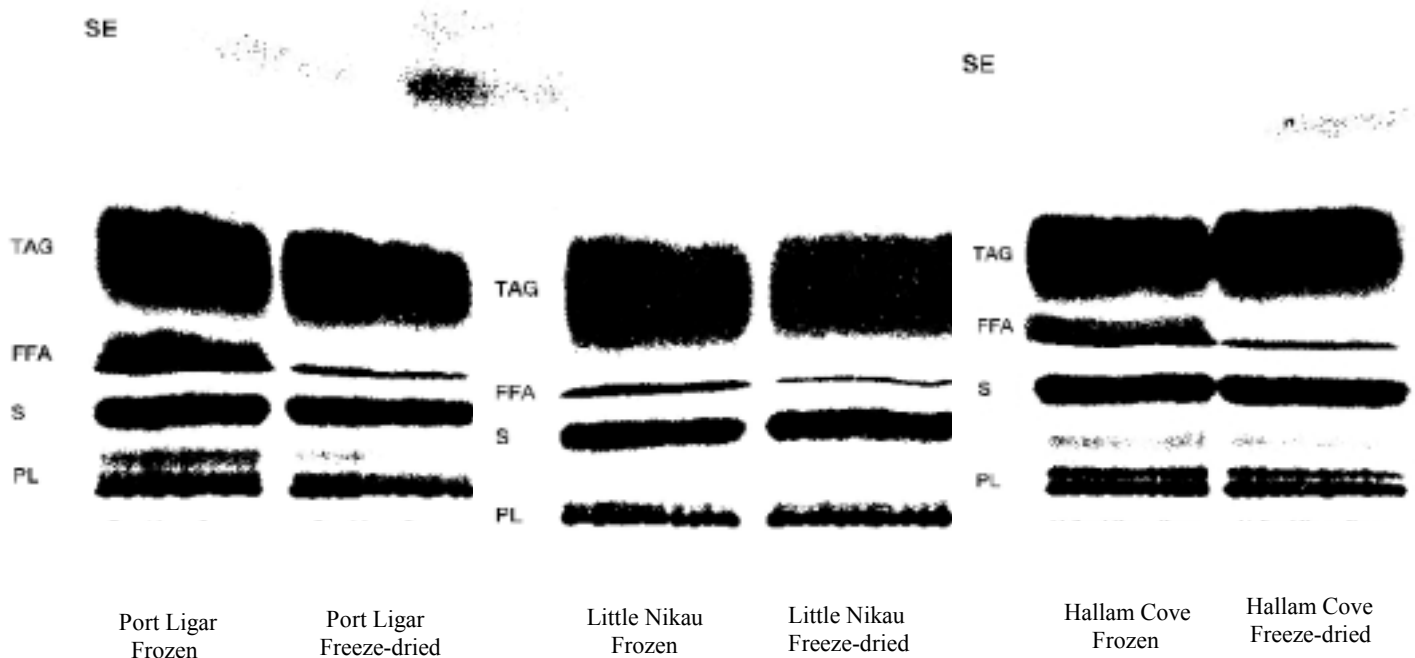 SE
TAG
FFA
S
PL
TAG
FFA
S
PL
SE
TAG
FFA
S
PL
Port Ligar
Frozen
Port Ligar
Freeze-dried
Little Nikau
Frozen
Little Nikau
Freeze-dried
Hallam Cove
Frozen
Hallam Cove
Freeze-dried